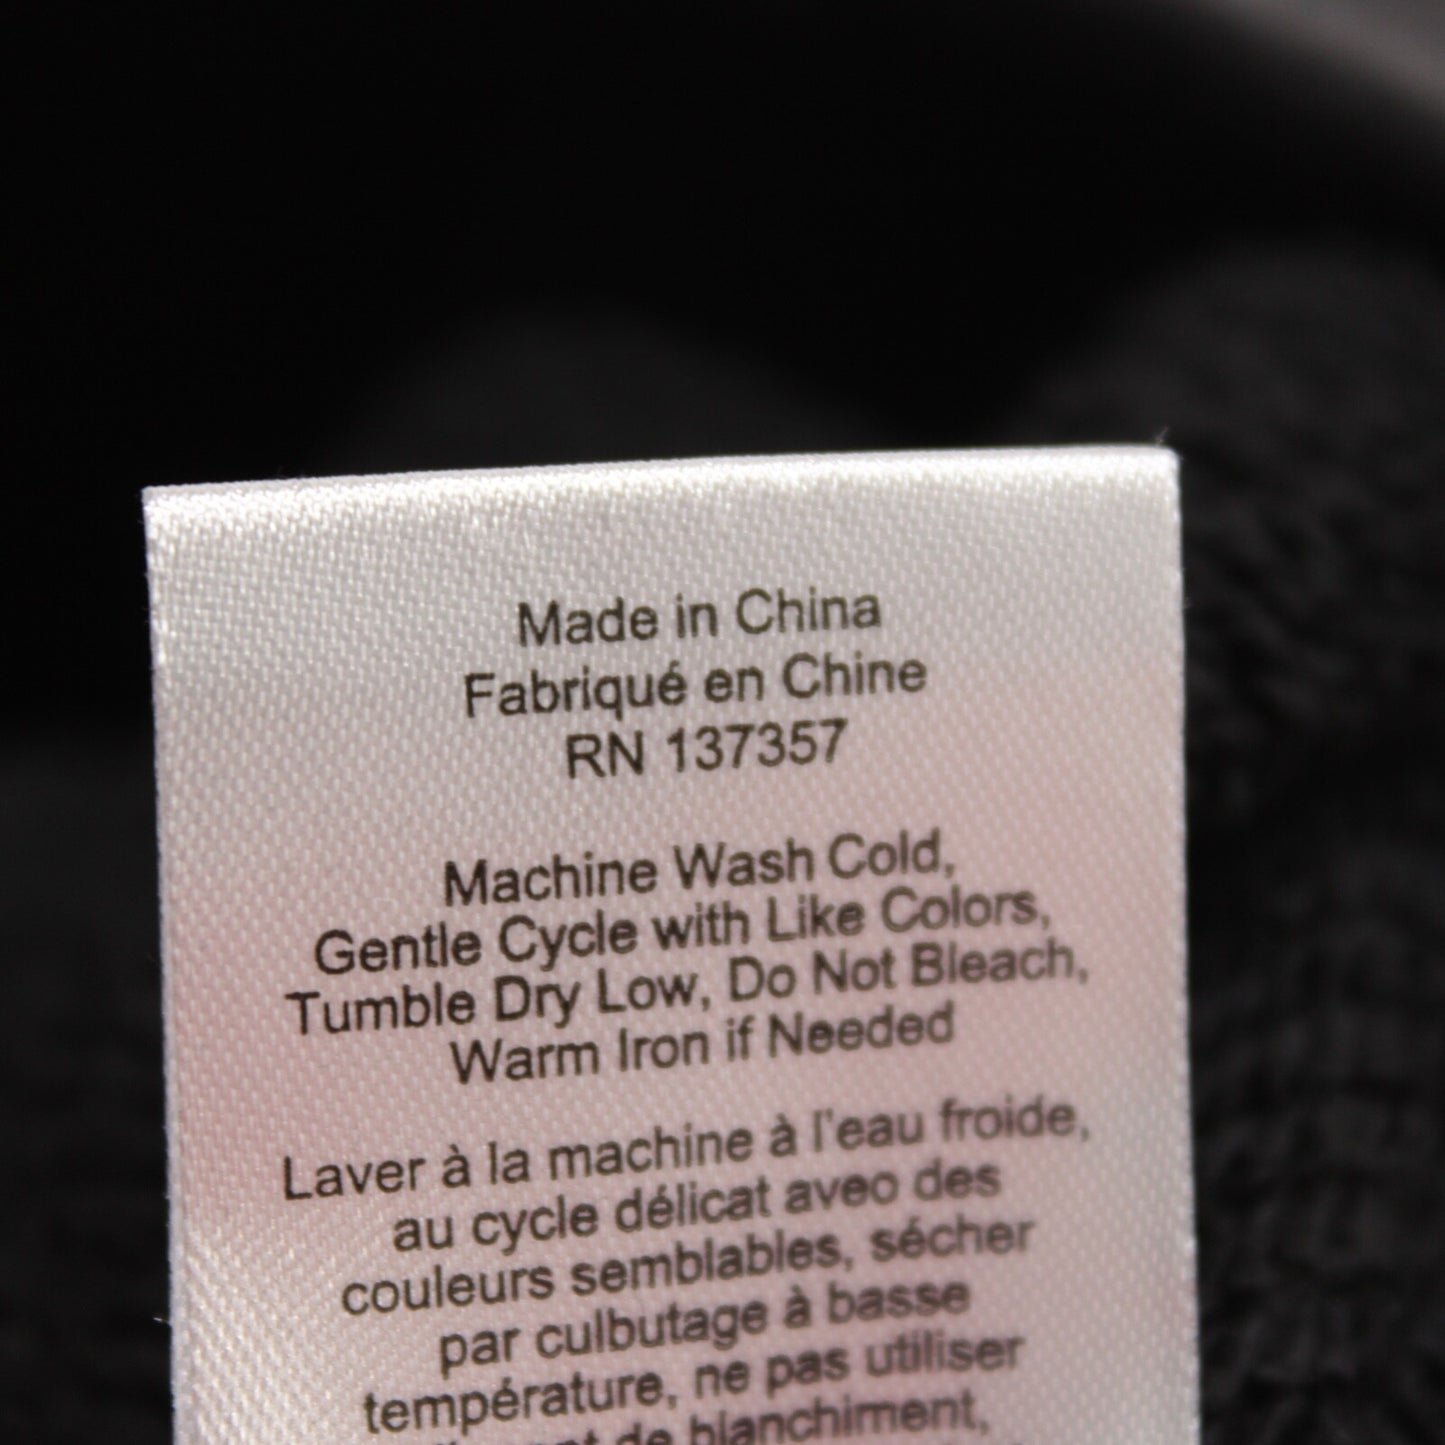 Made in China
Fabriqué en Chine
RN 137357
Machine Wash Cold,
Gentle Cycle with Like Colors,
Tumble Dry Low, Do Not Bleach,
Warm Iron if Needed
Laver à la machine à l'eau froide,
au cycle délicat aveo des
couleurs semblables, sécher
par culbutage à basse
température, ne pas utiliser
de blanchiment,